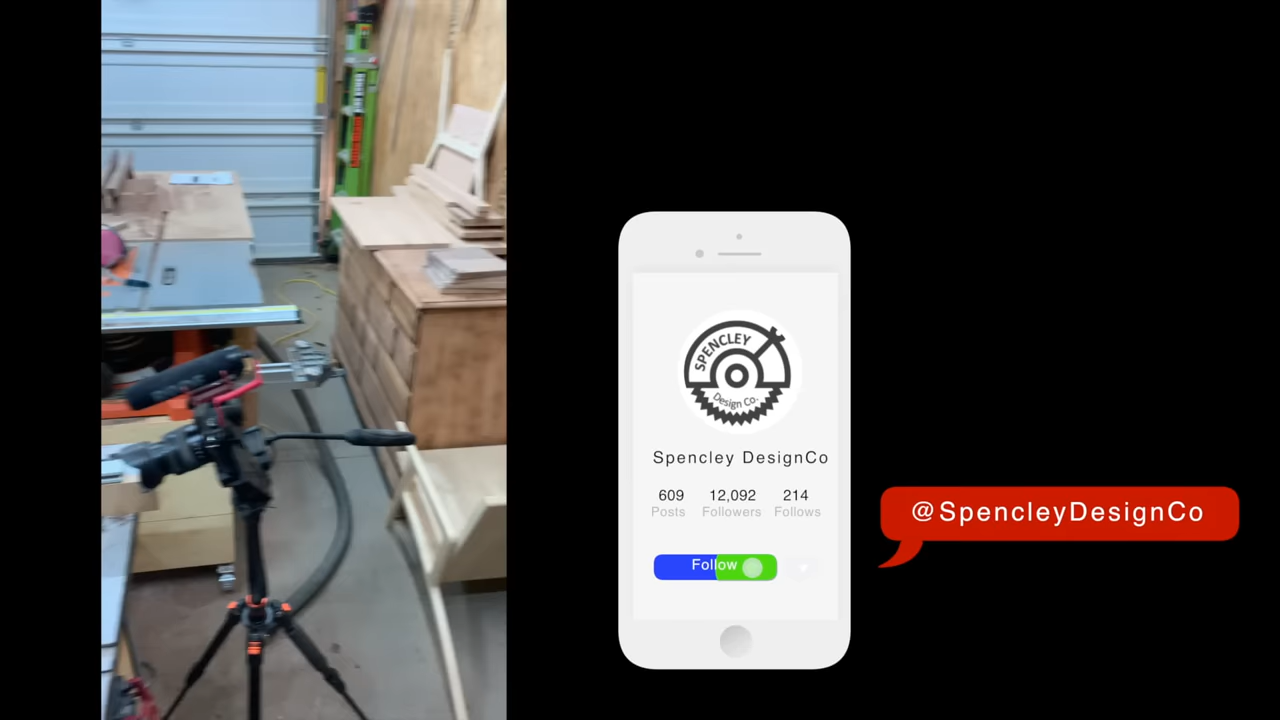 SPENCLEY
Design Co.
Spencley DesignCo
609 12,092 214
Posts Followers Follows
Follow
@SpencleyDesignCo